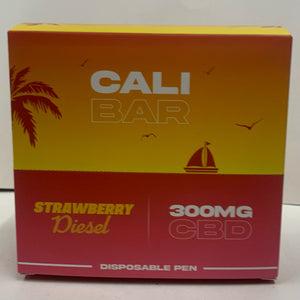 CALI
BAR
STRAWBERRY
Diesel
300MG
CBD
DISPOSABLE PEN